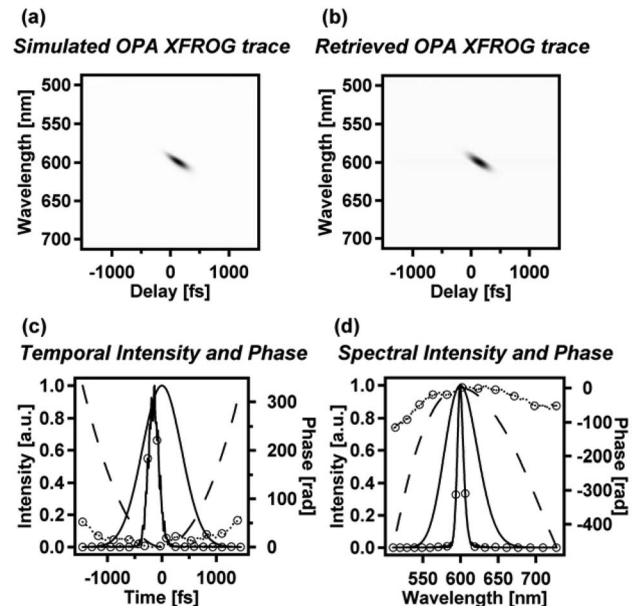 (a)
Simulated OPA XFROG trace
500
550
600
650
700
Wavelength [nm]
-1000 0 1000
Delay [fs]
(b)
Retrieved OPA XFROG trace
500
550
600
650
700
Wavelength [nm]
-1000 0 1000
Delay [fs]
(c)
Temporal Intensity and Phase
1.0
0.8
0.6
0.4
0.2
0.0
Intensity [a.u.]
300
200
100
0
Phase [rad]
-1000 0 1000
Time [fs]
(d)
Spectral Intensity and Phase
1.0
0.8
0.6
0.4
0.2
0.0
Intensity [a.u.]
0
-100
-200
-300
-400
Phase [rad]
550 600 650 700
Wavelength [nm]